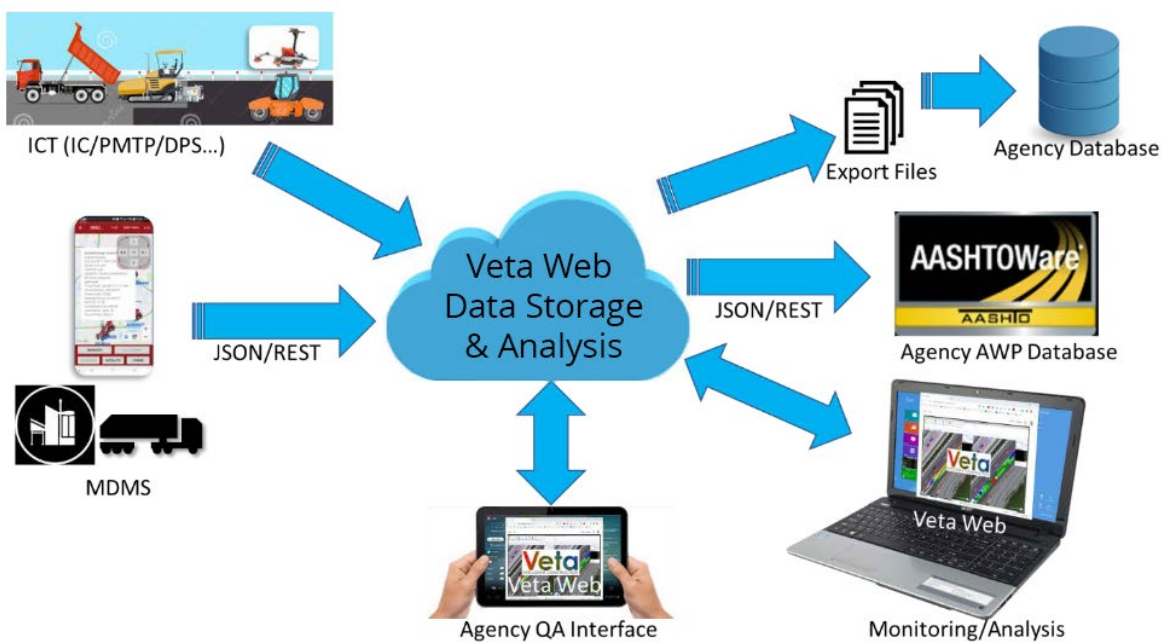 ICT (IC/PMTP/DPS...)
Export Files
Agency Database
Veta Web
Data Storage
& Analysis
JSON/REST
MDMS
JSON/REST
AASHTOWare
AASHTO
Agency AWP Database
Veta
Veta Web
Agency QA Interface
Veta
Veta Web
Monitoring/Analysis